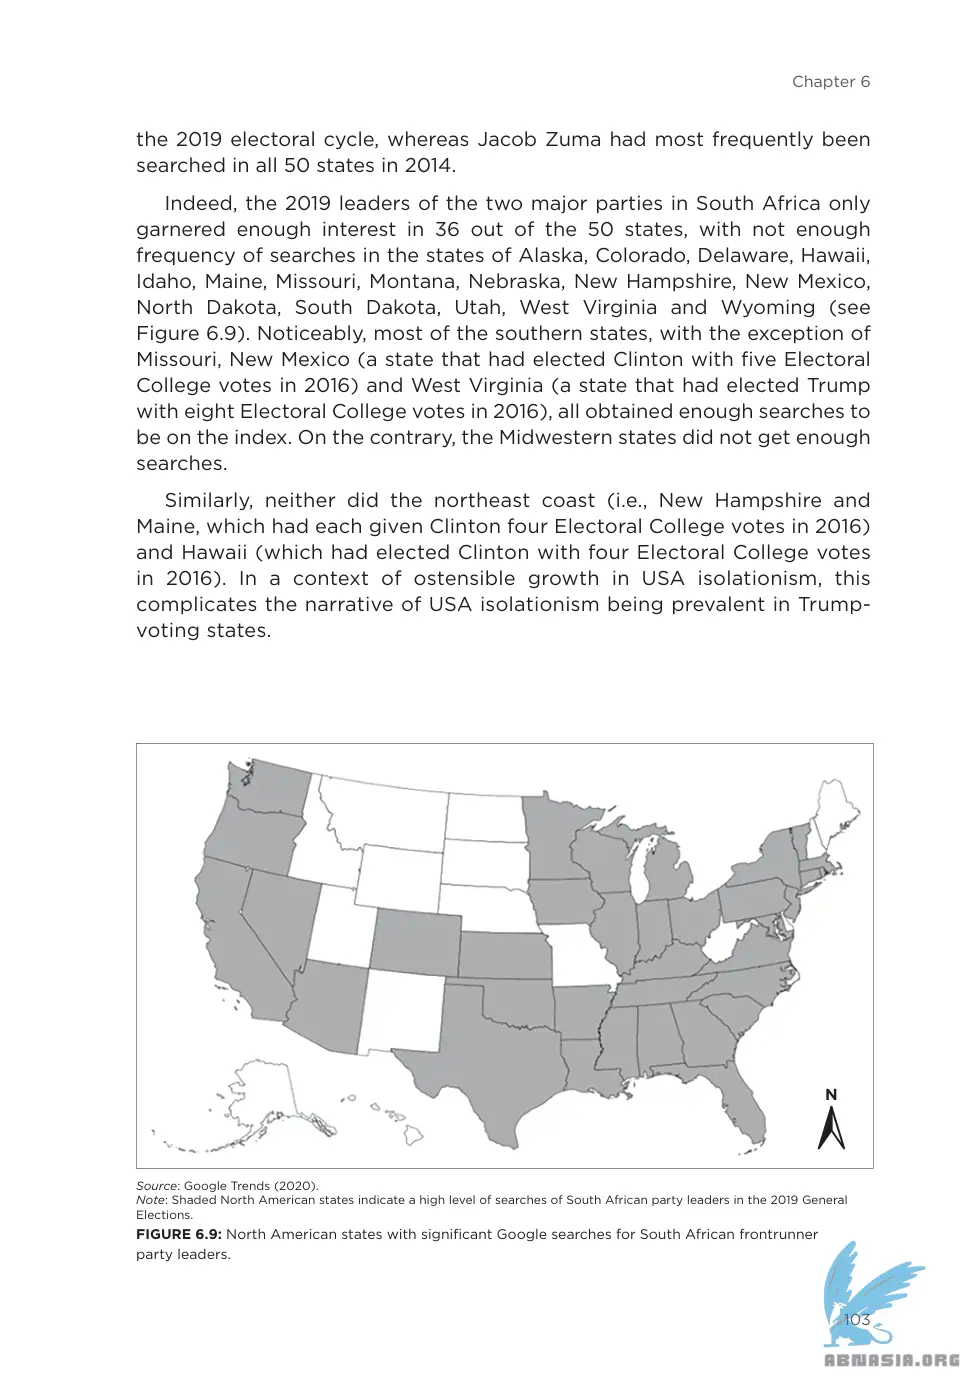 Chapter 6
the 2019 electoral cycle, whereas Jacob Zuma had most frequently been
searched in all 50 states in 2014.
Indeed, the 2019 leaders of the two major parties in South Africa only
garnered enough interest in 36 out of the 50 states, with not enough
frequency of searches in the states of Alaska, Colorado, Delaware, Hawaii,
Idaho, Maine, Missouri, Montana, Nebraska, New Hampshire, New Mexico,
North Dakota, South Dakota, Utah, West Virginia and Wyoming (see
Figure 6.9). Noticeably, most of the southern states, with the exception of
Missouri, New Mexico (a state that had elected Clinton with five Electoral
College votes in 2016) and West Virginia (a state that had elected Trump
with eight Electoral College votes in 2016), all obtained enough searches to
be on the index. On the contrary, the Midwestern states did not get enough
searches.
Similarly, neither did the northeast coast (i.e., New Hampshire and
Maine, which had each given Clinton four Electoral College votes in 2016)
and Hawaii (which had elected Clinton with four Electoral College votes
in 2016). In a context of ostensible growth in USA isolationism, this
complicates the narrative of USA isolationism being prevalent in Trump-
voting states.
N
Source: Google Trends (2020).
Note: Shaded North American states indicate a high level of searches of South African party leaders in the 2019 General
Elections.
FIGURE 6.9: North American states with significant Google searches for South African frontrunner
party leaders.
103
ABNASIA.ORG